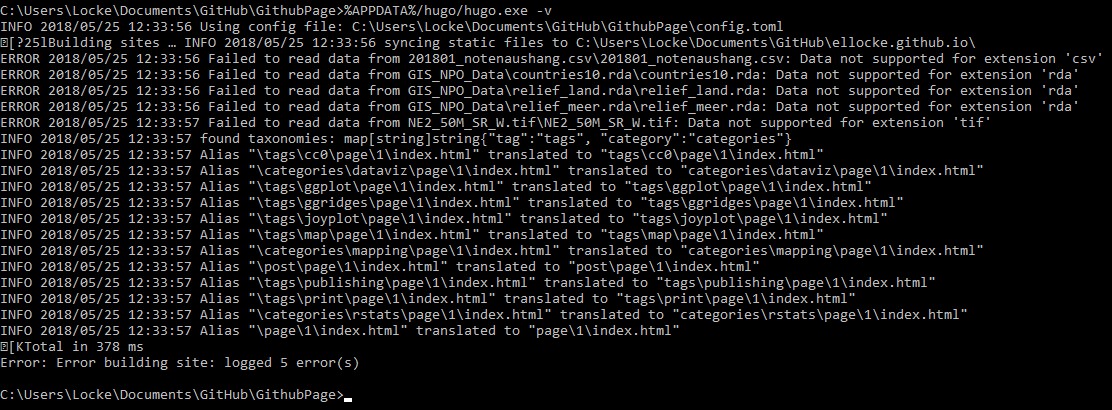 C:\Users\Locke\Documents\GitHub\GithubPage>%APPDATA%/hugo/hugo.exe -v
INFO 2018/05/25 12:33:56 Using config file: C:\Users\Locke\Documents\GitHub\GithubPage\config.toml
[?25lBuilding sites … INFO 2018/05/25 12:33:56 syncing static files to C:\Users\Locke\Documents\GitHub\ellocke.github.io\
ERROR 2018/05/25 12:33:56 Failed to read data from 201801_notenaushang.csv\201801_notenaushang.csv: Data not supported for extension 'csv'
ERROR 2018/05/25 12:33:56 Failed to read data from GIS_NPO_Data\countries10.rda\countries10.rda: Data not supported for extension 'rda'
ERROR 2018/05/25 12:33:56 Failed to read data from GIS_NPO_Data\relief_land.rda\relief_land.rda: Data not supported for extension 'rda'
ERROR 2018/05/25 12:33:56 Failed to read data from GIS_NPO_Data\relief_meer.rda\relief_meer.rda: Data not supported for extension 'rda'
ERROR 2018/05/25 12:33:57 Failed to read data from NE2_50M_SR_W.tif\NE2_50M_SR_W.tif: Data not supported for extension 'tif'
INFO 2018/05/25 12:33:57 found taxonomies: map[string]string{"tag":"tags", "category":"categories"}
INFO 2018/05/25 12:33:57 Alias "\tags\cc0\page\1\index.html" translated to "tags\cc0\page\1\index.html"
INFO 2018/05/25 12:33:57 Alias "\categories\dataviz\page\1\index.html" translated to "categories\dataviz\page\1\index.html"
INFO 2018/05/25 12:33:57 Alias "\tags\ggplot\page\1\index.html" translated to "tags\ggplot\page\1\index.html"
INFO 2018/05/25 12:33:57 Alias "\tags\ggridges\page\1\index.html" translated to "tags\ggridges\page\1\index.html"
INFO 2018/05/25 12:33:57 Alias "\tags\joyplot\page\1\index.html" translated to "tags\joyplot\page\1\index.html"
INFO 2018/05/25 12:33:57 Alias "\tags\map\page\1\index.html" translated to "tags\map\page\1\index.html"
INFO 2018/05/25 12:33:57 Alias "\categories\mapping\page\1\index.html" translated to "categories\mapping\page\1\index.html"
INFO 2018/05/25 12:33:57 Alias "\post\page\1\index.html" translated to "post\page\1\index.html"
INFO 2018/05/25 12:33:57 Alias "\tags\publishing\page\1\index.html" translated to "tags\publishing\page\1\index.html"
INFO 2018/05/25 12:33:57 Alias "\tags\print\page\1\index.html" translated to "tags\print\page\1\index.html"
INFO 2018/05/25 12:33:57 Alias "\categories\rstats\page\1\index.html" translated to "categories\rstats\page\1\index.html"
INFO 2018/05/25 12:33:57 Alias "\page\1\index.html" translated to "page\1\index.html"
[KTotal in 378 ms
Error: Error building site: logged 5 error(s)
C:\Users\Locke\Documents\GitHub\GithubPage>